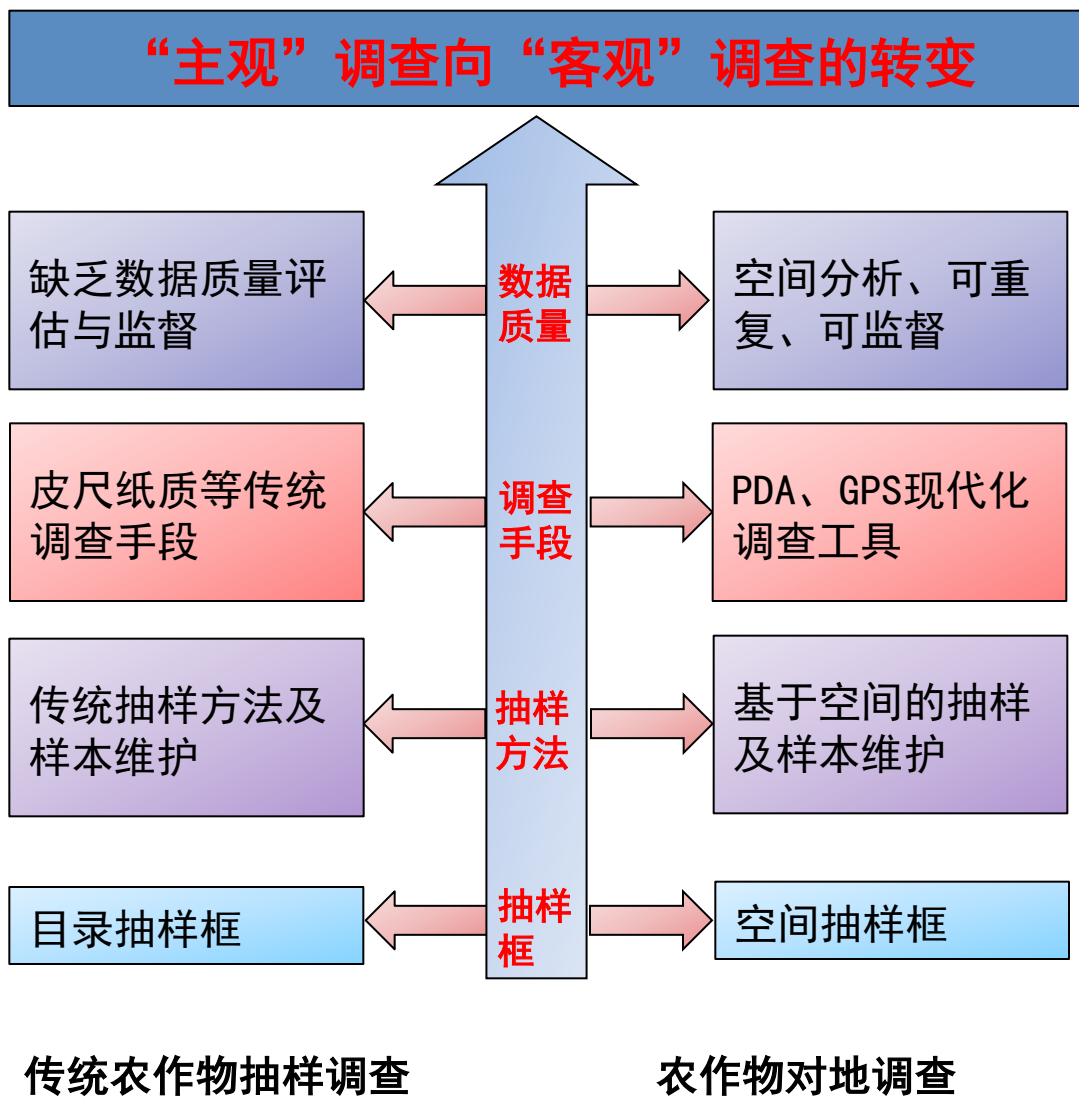 “主观”调查向“客观”调查的转变
缺乏数据质量评
估与监督
数据
质量
空间分析、可重
复、可监督
皮尺纸质等传统
调查手段
调查
手段
PDA、GPS现代化
调查工具
传统抽样方法及
样本维护
抽样
方法
基于空间的抽样
及样本维护
目录抽样框
抽样
框
空间抽样框
传统农作物抽样调查
农作物对地调查